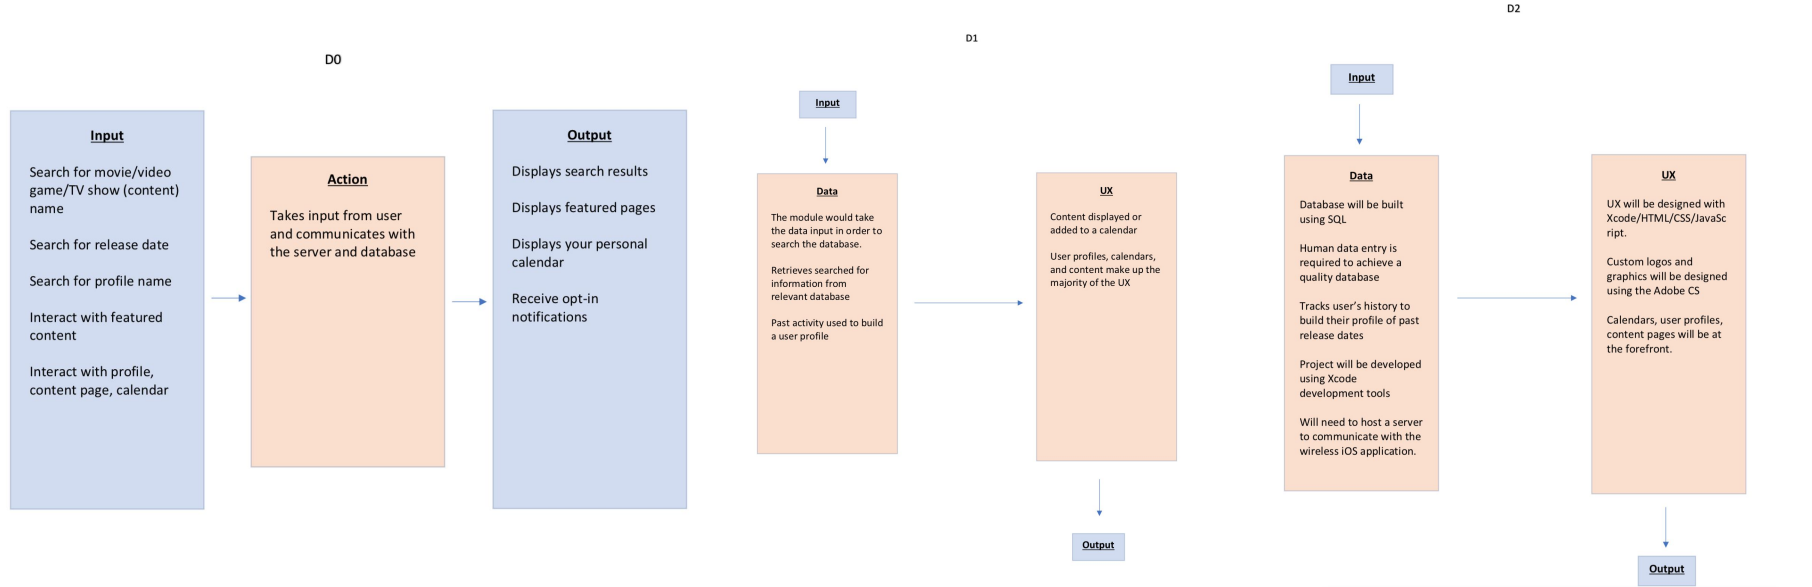 D0
Input
Search for movie/video
game/TV show (content)
name
Search for release date
Search for profile name
Interact with featured
content
Interact with profile,
content page, calendar
Action
Takes input from user
and communicates with
the server and database
Output
Displays search results
Displays featured pages
Displays your personal
calendar
Receive opt-in
notifications
D1
Input
Data
The module would take
the data input in order to
search the database.
Retrieves searched for
information from
relevant database
Past activity used to build
a user profile
UX
Content displayed or
added to a calendar
User profiles, calendars,
and content make up the
majority of the UX
Output
D2
Input
Data
Database will be built
using SQL
Human data entry is
required to achieve a
quality database
Tracks user’s history to
build their profile of past
release dates
Project will be developed
using Xcode
development tools
Will need to host a server
to communicate with the
wireless iOS application.
UX
UX will be designed with
Xcode/HTML/CSS/JavaSc
ript.
Custom logos and
graphics will be designed
using the Adobe CS
Calendars, user profiles,
content pages will be at
the forefront.
Output